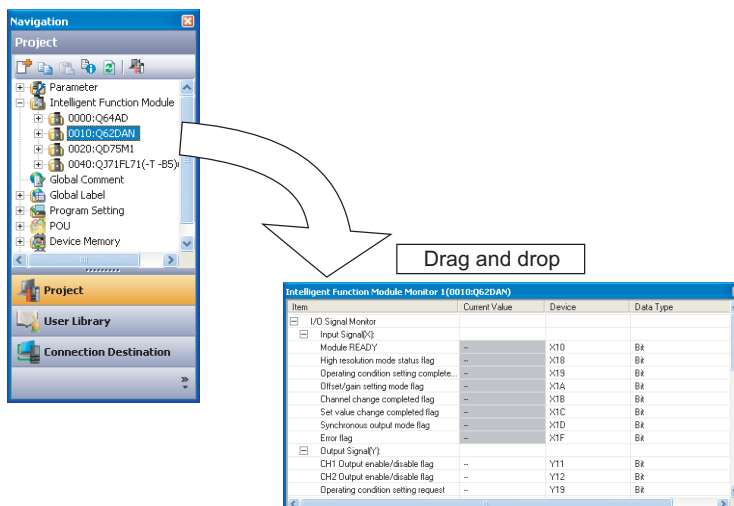 Navigation
Project
Parameter
Intelligent Function Module
0000:Q64AD
0010:Q62DAN
0020:QD75M1
0040:QJ71FL71(-T -B5)
Global Comment
Global Label
Program Setting
POU
Device Memory
Project
User Library
Connection Destination
Drag and drop
Intelligent Function Module Monitor 1(0010:Q62DAN)
Item Current Value Device Data Type
I/O Signal Monitor
Input Signal(X):
Module READY -- X10 Bit
High resolution mode status flag -- X18 Bit
Operating condition setting complete... -- X19 Bit
Offset/gain setting mode flag -- X1A Bit
Channel change completed flag -- X1B Bit
Set value change completed flag -- X1C Bit
Synchronous output mode flag -- X1D Bit
Error flag -- X1F Bit
Output Signal(Y):
CH1 Output enable/disable flag -- Y11 Bit
CH2 Output enable/disable flag -- Y12 Bit
Operating condition setting request -- Y19 Bit